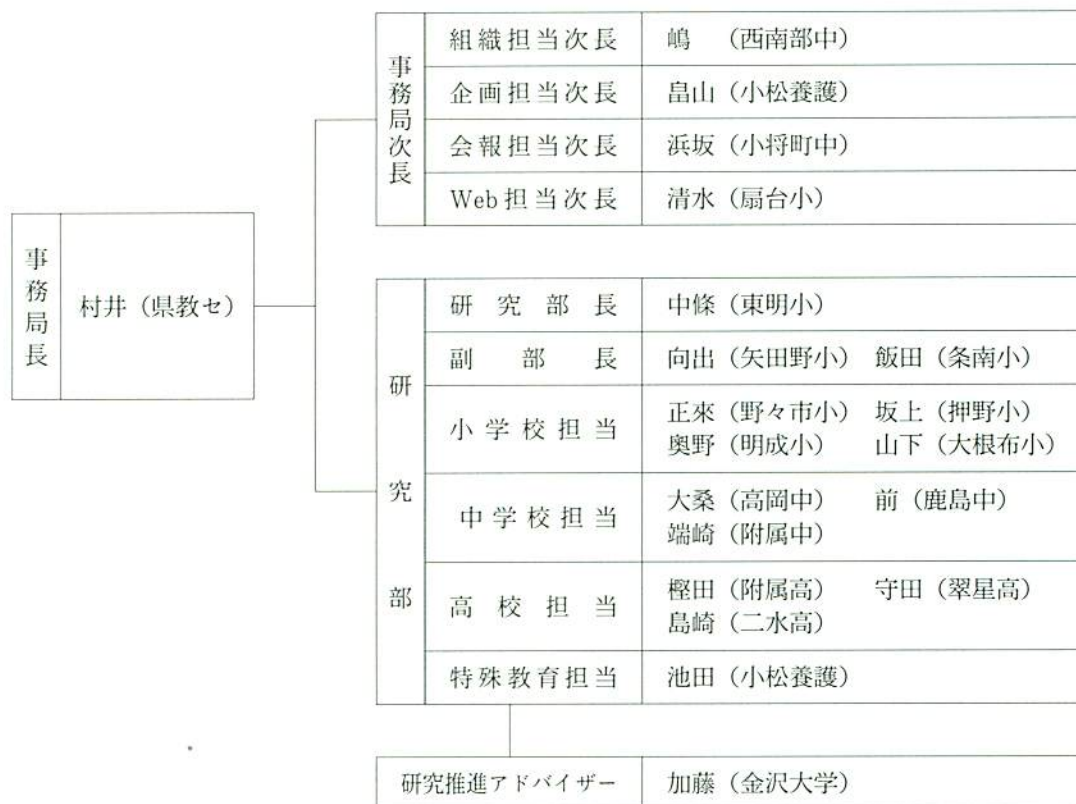 事務局長
村井（県教セ）
事務局次長
組織担当次長 嶋 （西南部中）
企画担当次長 畠山（小松養護）
会報担当次長 浜坂（小将町中）
Web担当次長 清水（扇台小）
研究部
研究部長 中條（東明小）
副部長 向出（矢田野小） 飯田（条南小）
小学校担当 正來（野々市小） 坂上（押野小）
奥野（明成小） 山下（大根布小）
中学校担当 大桑（高岡中） 前（鹿島中）
端崎（附属中）
高校担当 樫田（附属高） 守田（翠星高）
島崎（二水高）
特殊教育担当 池田（小松養護）
研究推進アドバイザー 加藤（金沢大学）